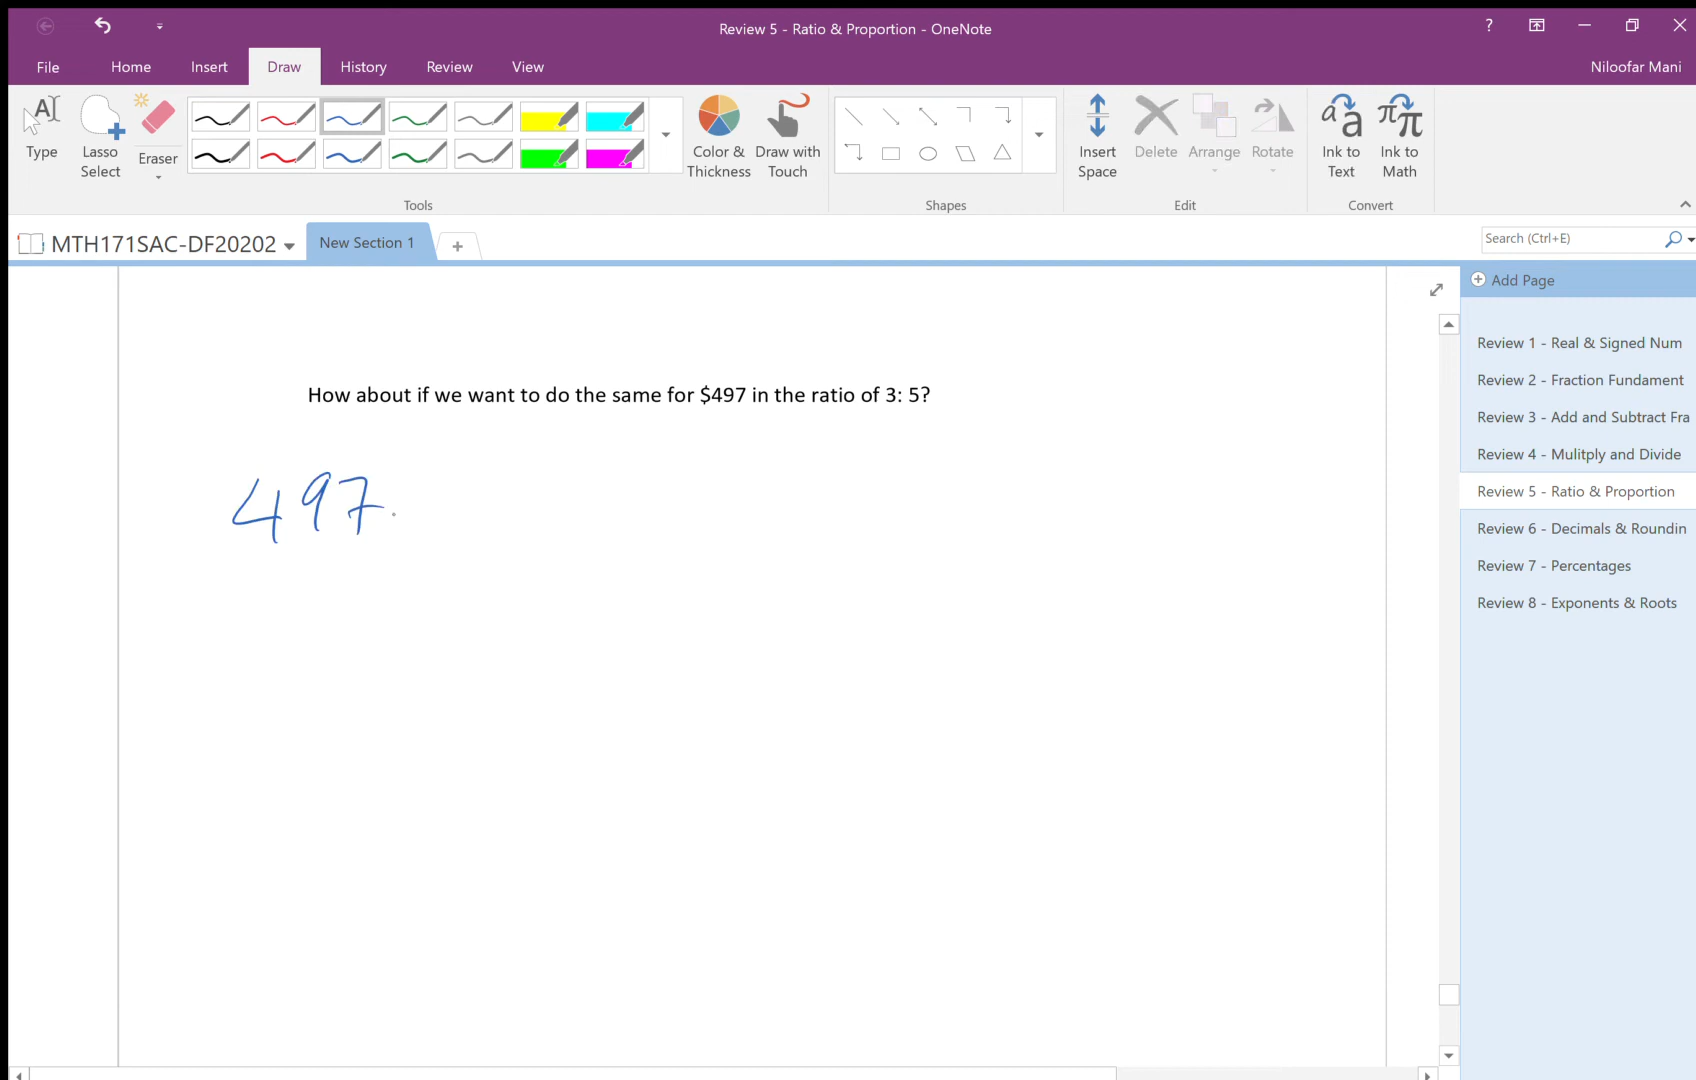 Review 5 - Ratio & Proportion - OneNote
?
File Home Insert Draw History Review View Niloofar Mani
Type
Lasso Select
Eraser
Color & Thickness
Draw with Touch
Insert Space
Delete
Arrange
Rotate
Ink to Text
Ink to Math
Tools Shapes Edit Convert
MTH171SAC-DF20202 New Section 1 + Search (Ctrl+E)
Add Page
How about if we want to do the same for $497 in the ratio of 3: 5?
497
Review 1 - Real & Signed Num
Review 2 - Fraction Fundament
Review 3 - Add and Subtract Fra
Review 4 - Mulitply and Divide
Review 5 - Ratio & Proportion
Review 6 - Decimals & Roundin
Review 7 - Percentages
Review 8 - Exponents & Roots